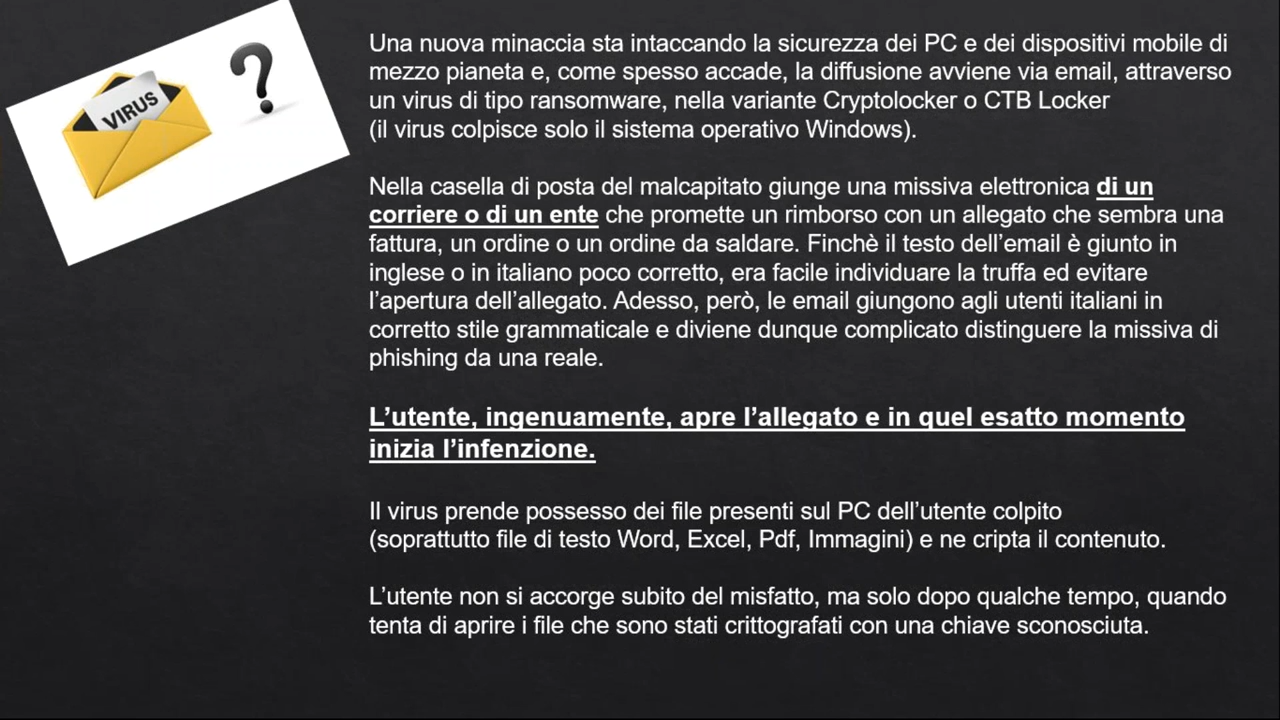 VIRUS
?
Una nuova minaccia sta intaccando la sicurezza dei PC e dei dispositivi mobile di
mezzo pianeta e, come spesso accade, la diffusione avviene via email, attraverso
un virus di tipo ransomware, nella variante Cryptolocker o CTB Locker
(il virus colpisce solo il sistema operativo Windows).
Nella casella di posta del malcapitato giunge una missiva elettronica di un
corriere o di un ente che promette un rimborso con un allegato che sembra una
fattura, un ordine o un ordine da saldare. Finchè il testo dell’email è giunto in
inglese o in italiano poco corretto, era facile individuare la truffa ed evitare
l’apertura dell’allegato. Adesso, però, le email giungono agli utenti italiani in
corretto stile grammaticale e diviene dunque complicato distinguere la missiva di
phishing da una reale.
L’utente, ingenuamente, apre l’allegato e in quel esatto momento
inizia l’infenzione.
Il virus prende possesso dei file presenti sul PC dell’utente colpito
(soprattutto file di testo Word, Excel, Pdf, Immagini) e ne cripta il contenuto.
L’utente non si accorge subito del misfatto, ma solo dopo qualche tempo, quando
tenta di aprire i file che sono stati crittografati con una chiave sconosciuta.